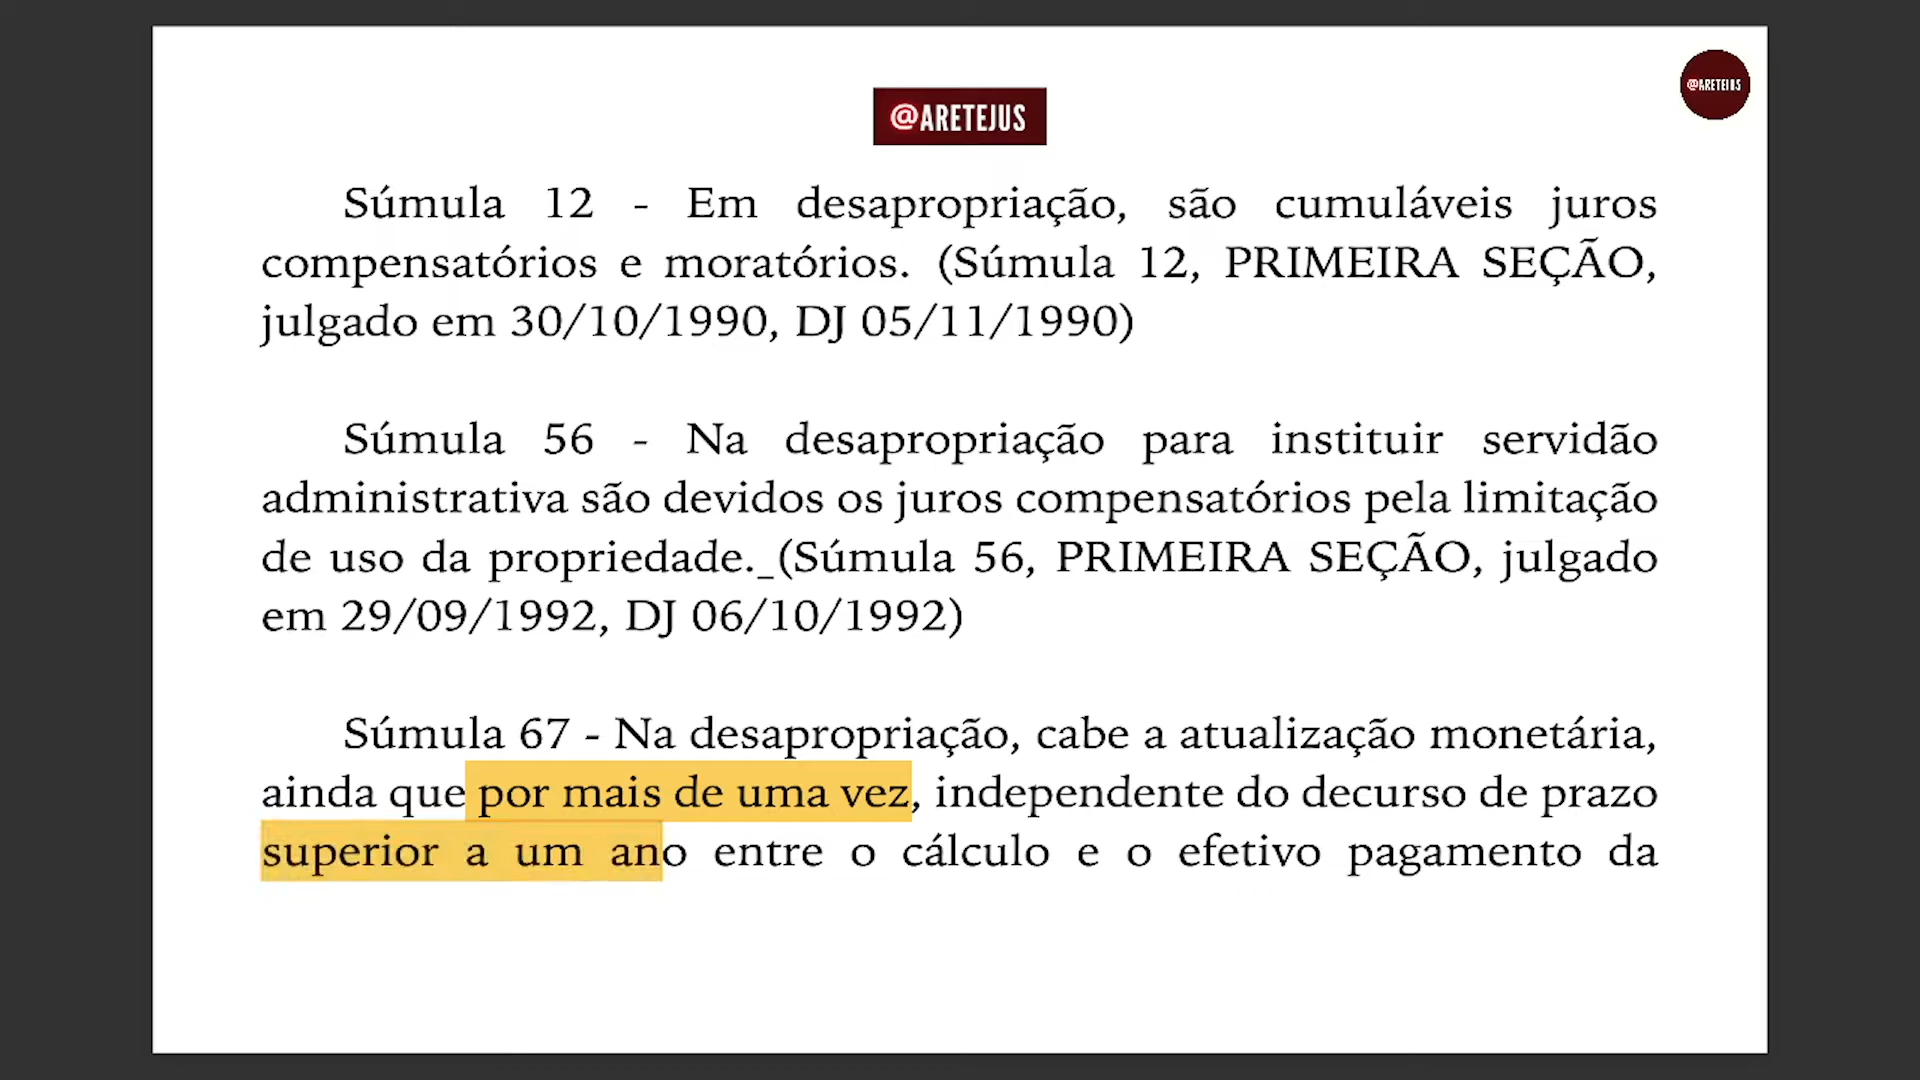 @ARETEJUS
@ARETEJUS
Súmula 12 - Em desapropriação, são cumuláveis juros
compensatórios e moratórios. (Súmula 12, PRIMEIRA SEÇÃO,
julgado em 30/10/1990, DJ 05/11/1990)
Súmula 56 - Na desapropriação para instituir servidão
administrativa são devidos os juros compensatórios pela limitação
de uso da propriedade._(Súmula 56, PRIMEIRA SEÇÃO, julgado
em 29/09/1992, DJ 06/10/1992)
Súmula 67 - Na desapropriação, cabe a atualização monetária,
ainda que por mais de uma vez, independente do decurso de prazo
superior a um ano entre o cálculo e o efetivo pagamento da